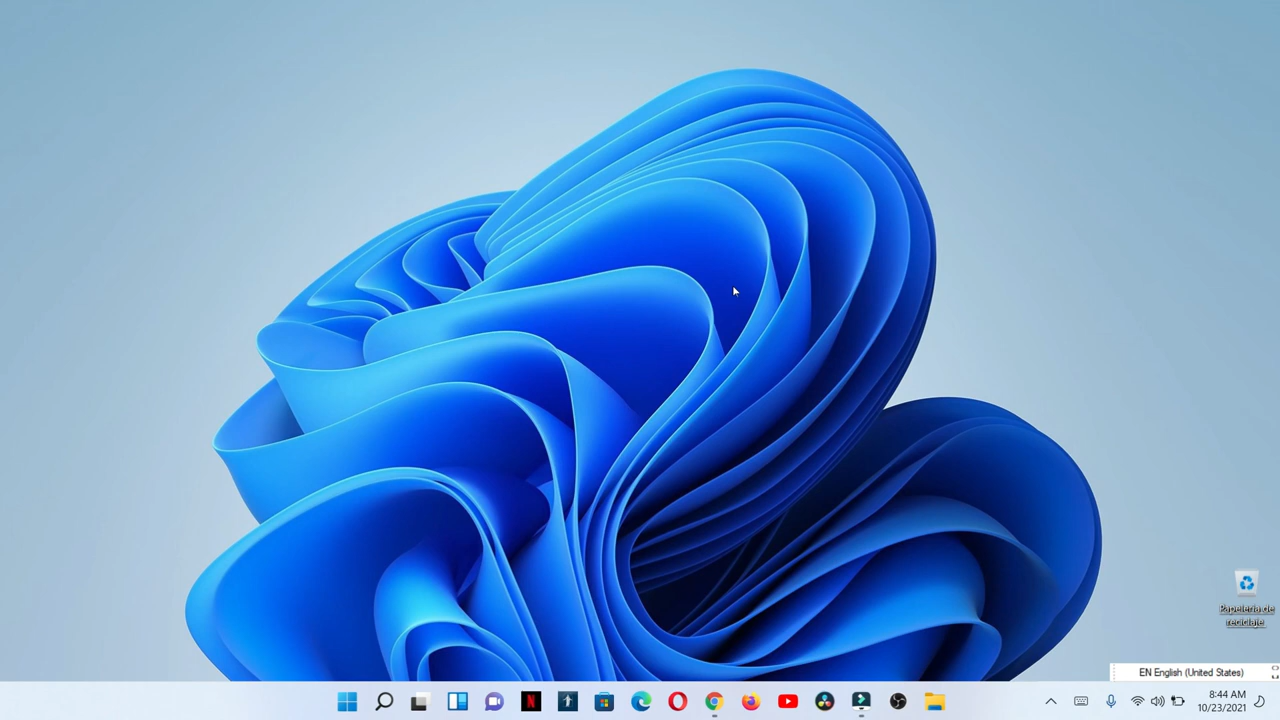 Papelería de
reciclaje
EN English (United States)
8:44 AM
10/23/2021